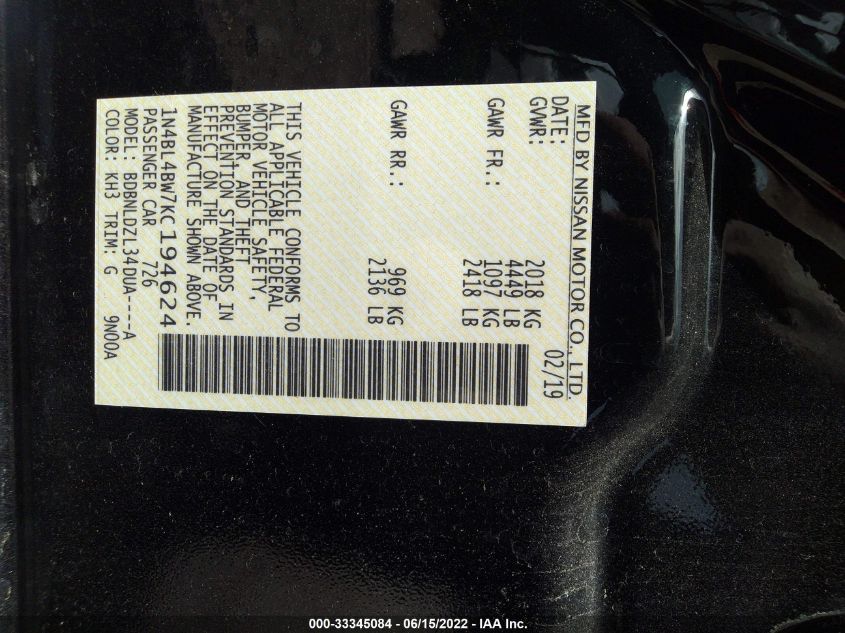 MFD BY NISSAN MOTOR CO., LTD.
DATE: 02/19
GVWR: 2018 KG
4449 LB
GAWR FR.: 1097 KG
2418 LB
GAWR RR.: 969 KG
2136 LB
THIS VEHICLE CONFORMS TO
ALL APPLICABLE FEDERAL
MOTOR VEHICLE SAFETY,
BUMPER, AND THEFT
PREVENTION STANDARDS IN
EFFECT ON THE DATE OF
MANUFACTURE SHOWN ABOVE.
1N4BL4BW7KC194624
PASSENGER CAR 726
MODEL: BDBNLDZL34DUA----A
COLOR: KH3 TRIM: G 9N00A
000-33345084 - 06/15/2022 - IAA Inc.